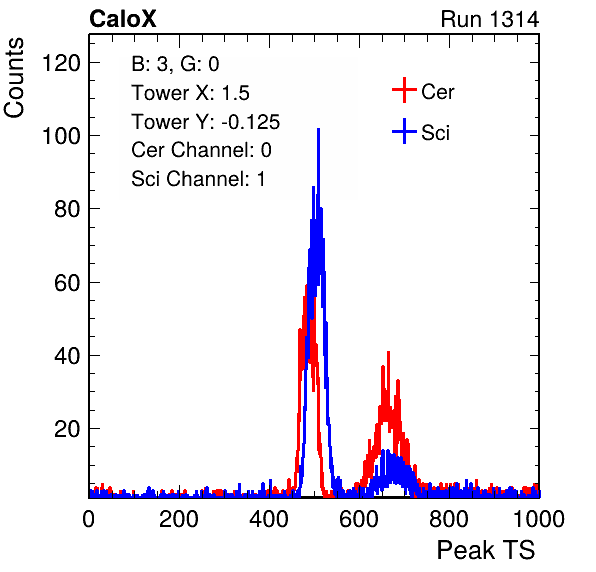 CaloX Run 1314
Counts
B: 3, G: 0
Tower X: 1.5
Tower Y: -0.125
Cer Channel: 0
Sci Channel: 1
Cer
Sci
120
100
80
60
40
20
0 200 400 600 800 1000
Peak TS